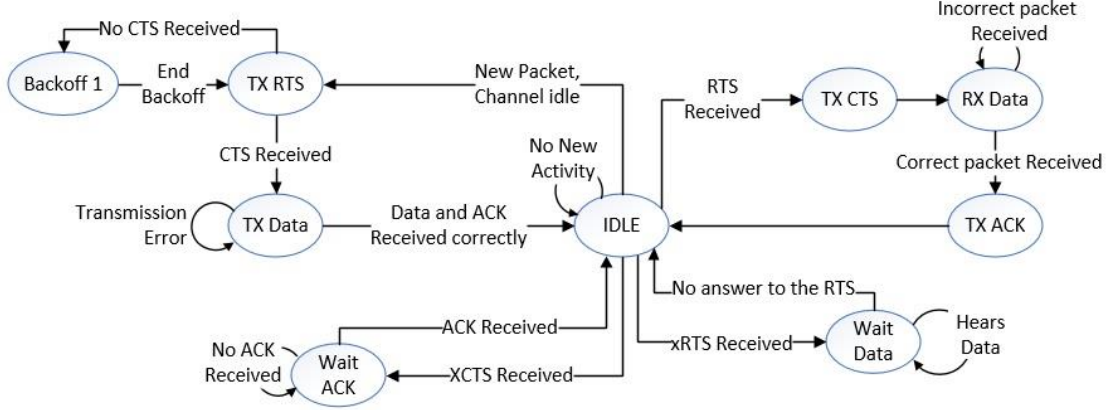 No CTS Received
Backoff 1
End
Backoff
TX RTS
New Packet,
Channel idle
RTS
Received
TX CTS
Incorrect packet
Received
RX Data
CTS Received
No New
Activity
Correct packet Received
Transmission
Error
TX Data
Data and ACK
Received correctly
IDLE
TX ACK
No answer to the RTS
ACK Received
xRTS Received
Wait
Data
Hears
Data
No ACK
Received
Wait
ACK
XCTS Received